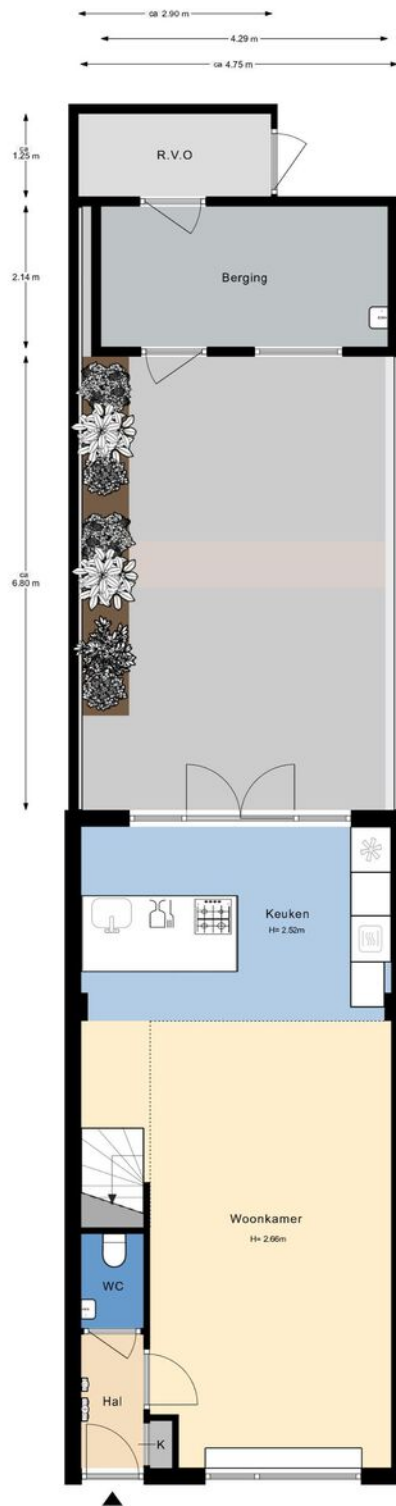 ca 2.90 m
4.29 m
ca 4.75 m
ca
1.25 m
R.V.O
2.14 m
Berging
ca
6.80 m
Keuken
H= 2.52m
Woonkamer
H= 2.66m
WC
Hal
K